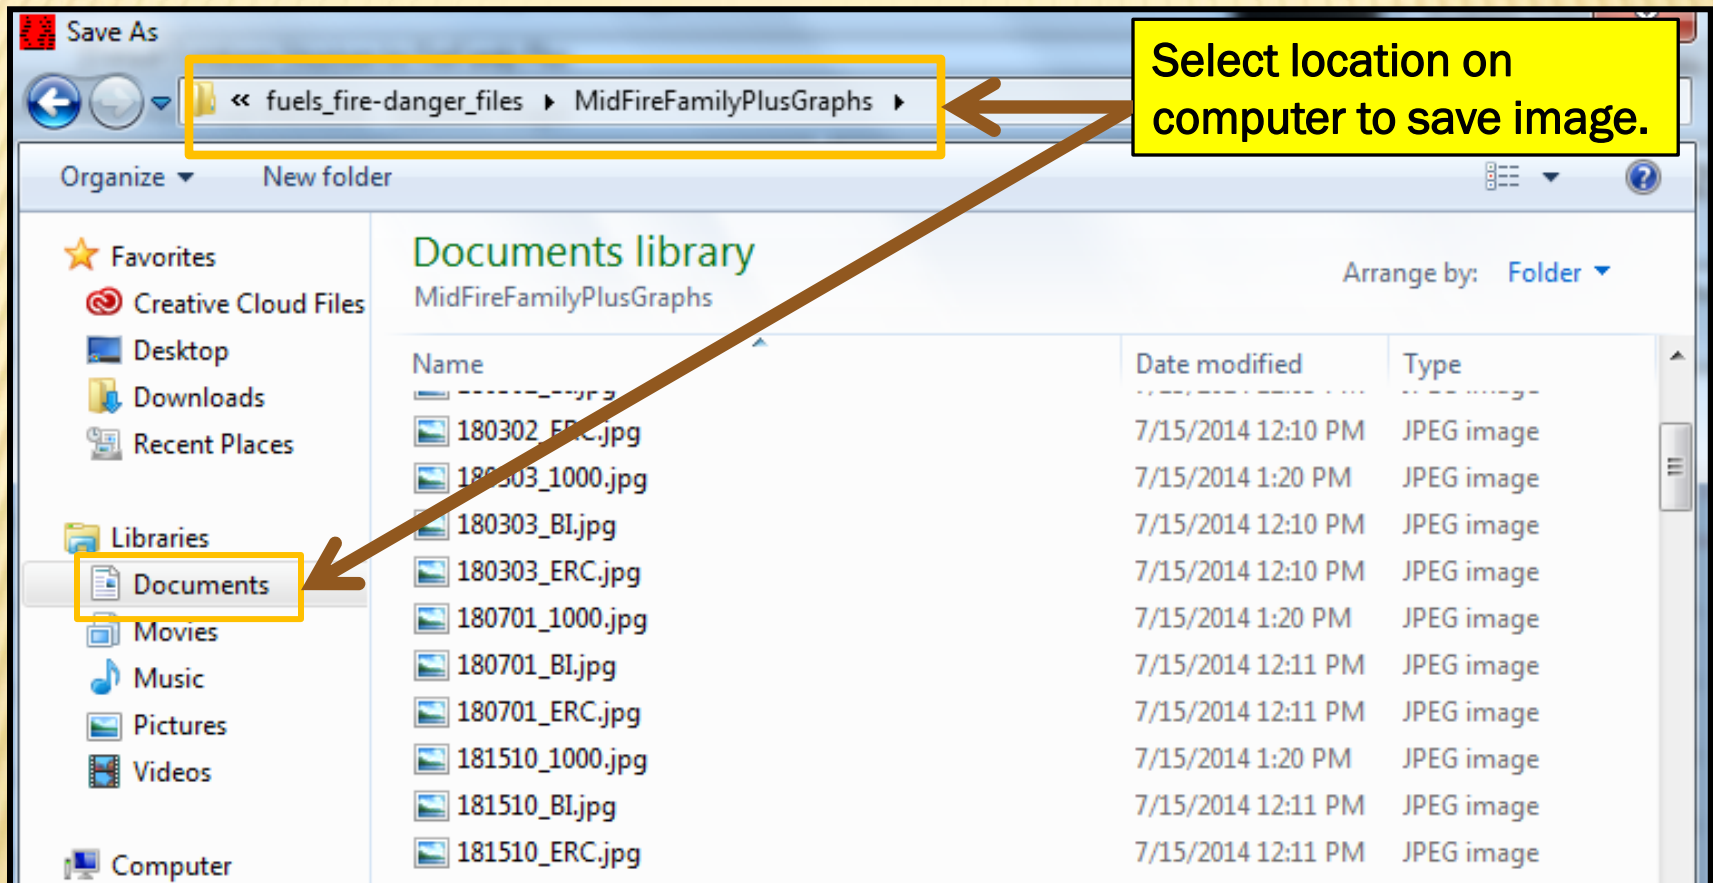 Save As
Select location on
computer to save image.
« fuels_fire-danger_files ▸ MidFireFamilyPlusGraphs ▸
Organize ▾ New folder
Favorites
Creative Cloud Files
Desktop
Downloads
Recent Places
Libraries
Documents
Movies
Music
Pictures
Videos
Computer
Documents library
MidFireFamilyPlusGraphs
Arrange by: Folder ▾
Name Date modified Type
180302_ERC.jpg 7/15/2014 12:10 PM JPEG image
180303_1000.jpg 7/15/2014 1:20 PM JPEG image
180303_BI.jpg 7/15/2014 12:10 PM JPEG image
180303_ERC.jpg 7/15/2014 12:10 PM JPEG image
180701_1000.jpg 7/15/2014 1:20 PM JPEG image
180701_BI.jpg 7/15/2014 12:11 PM JPEG image
180701_ERC.jpg 7/15/2014 12:11 PM JPEG image
181510_1000.jpg 7/15/2014 1:20 PM JPEG image
181510_BI.jpg 7/15/2014 12:11 PM JPEG image
181510_ERC.jpg 7/15/2014 12:11 PM JPEG image